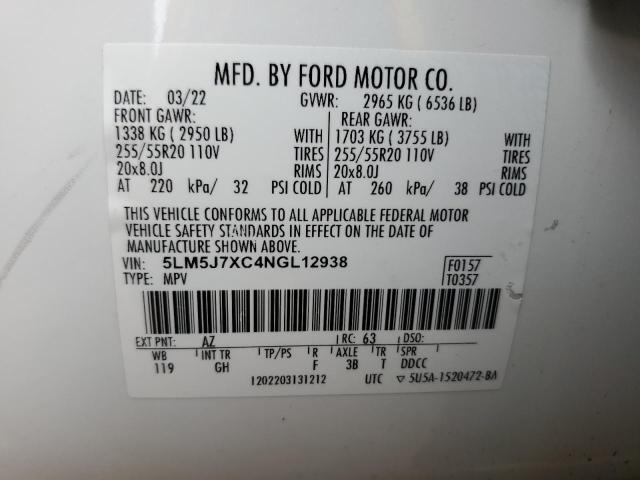 MFD. BY FORD MOTOR CO.
DATE: 03/22 GVWR: 2965 KG ( 6536 LB)
FRONT GAWR: REAR GAWR:
1338 KG ( 2950 LB) WITH 1703 KG ( 3755 LB) WITH
255/55R20 110V TIRES 255/55R20 110V TIRES
20x8.0J RIMS 20x8.0J RIMS
AT 220 kPa/ 32 PSI COLD AT 260 kPa/ 38 PSI COLD
THIS VEHICLE CONFORMS TO ALL APPLICABLE FEDERAL MOTOR
VEHICLE SAFETY STANDARDS IN EFFECT ON THE DATE OF
MANUFACTURE SHOWN ABOVE.
VIN: 5LM5J7XC4NGL12938 F0157
TYPE: MPV T0357
EXT PNT: AZ RC: 63 DSO:
WB INT TR TP/PS R AXLE TR SPR
119 GH F 3B T DDCC
1202203131212 UTC ▽ 5U5A-1520472-BA